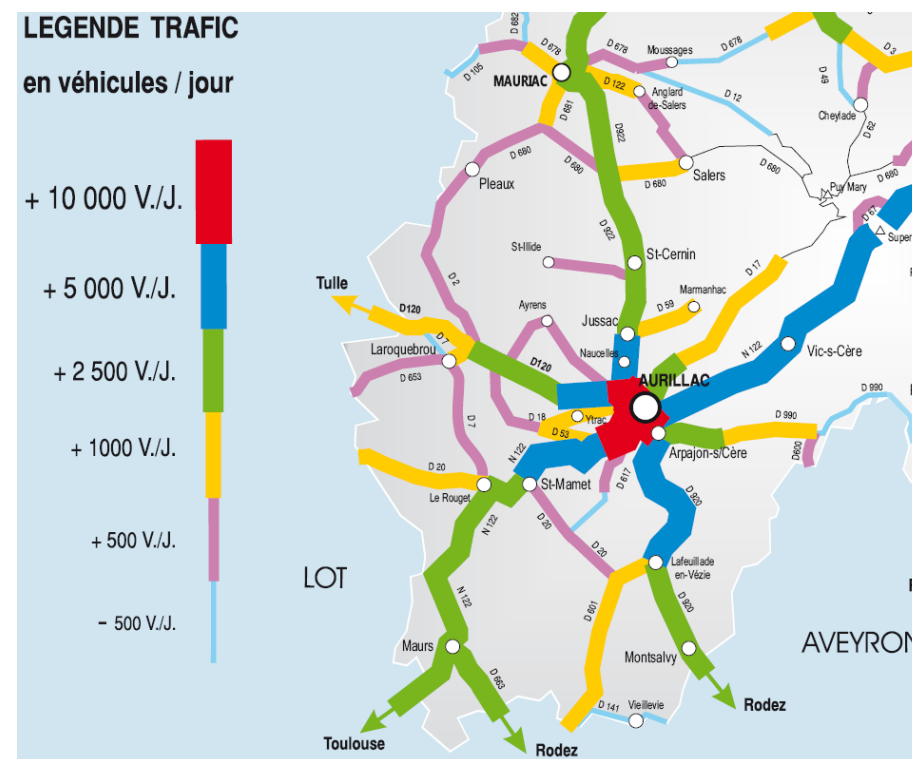 LEGENDE TRAFIC
en véhicules / jour
+ 10 000 V./J.
+ 5 000 V./J.
+ 2 500 V./J.
+ 1000 V./J.
+ 500 V./J.
- 500 V./J.
D 682
D 678
D 105
MAURIAC
D 678
Moussages
D 678
D 3
D 49
D 122
Anglard
de-Salers
D 12
Cheylade
D 62
D 681
D922
D 680
D 680
D 680
Salers
D 680
D 680
Pleaux
Puy Mary
D 67
Super
D 922
St-Illide
St-Cernin
D 2
D 17
Tulle
D120
Ayrens
D 59
Marmanhac
Jussac
D 7
Laroquebrou
Naucelles
N 122
Vic-s-Cère
D120
D 653
AURILLAC
D 990
D 7
D 18
Ytrac
D 990
D 53
Arpajon-s/Cère
D600
N 122
D 20
D 617
Le Rouget
St-Mamet
D 920
N 122
D 20
D 20
Lafeuillade
en-Vézie
LOT
N 122
D 601
D 920
AVEYRON
Maurs
Montsalvy
D 663
D 141
Vieillevie
Rodez
Toulouse
Rodez